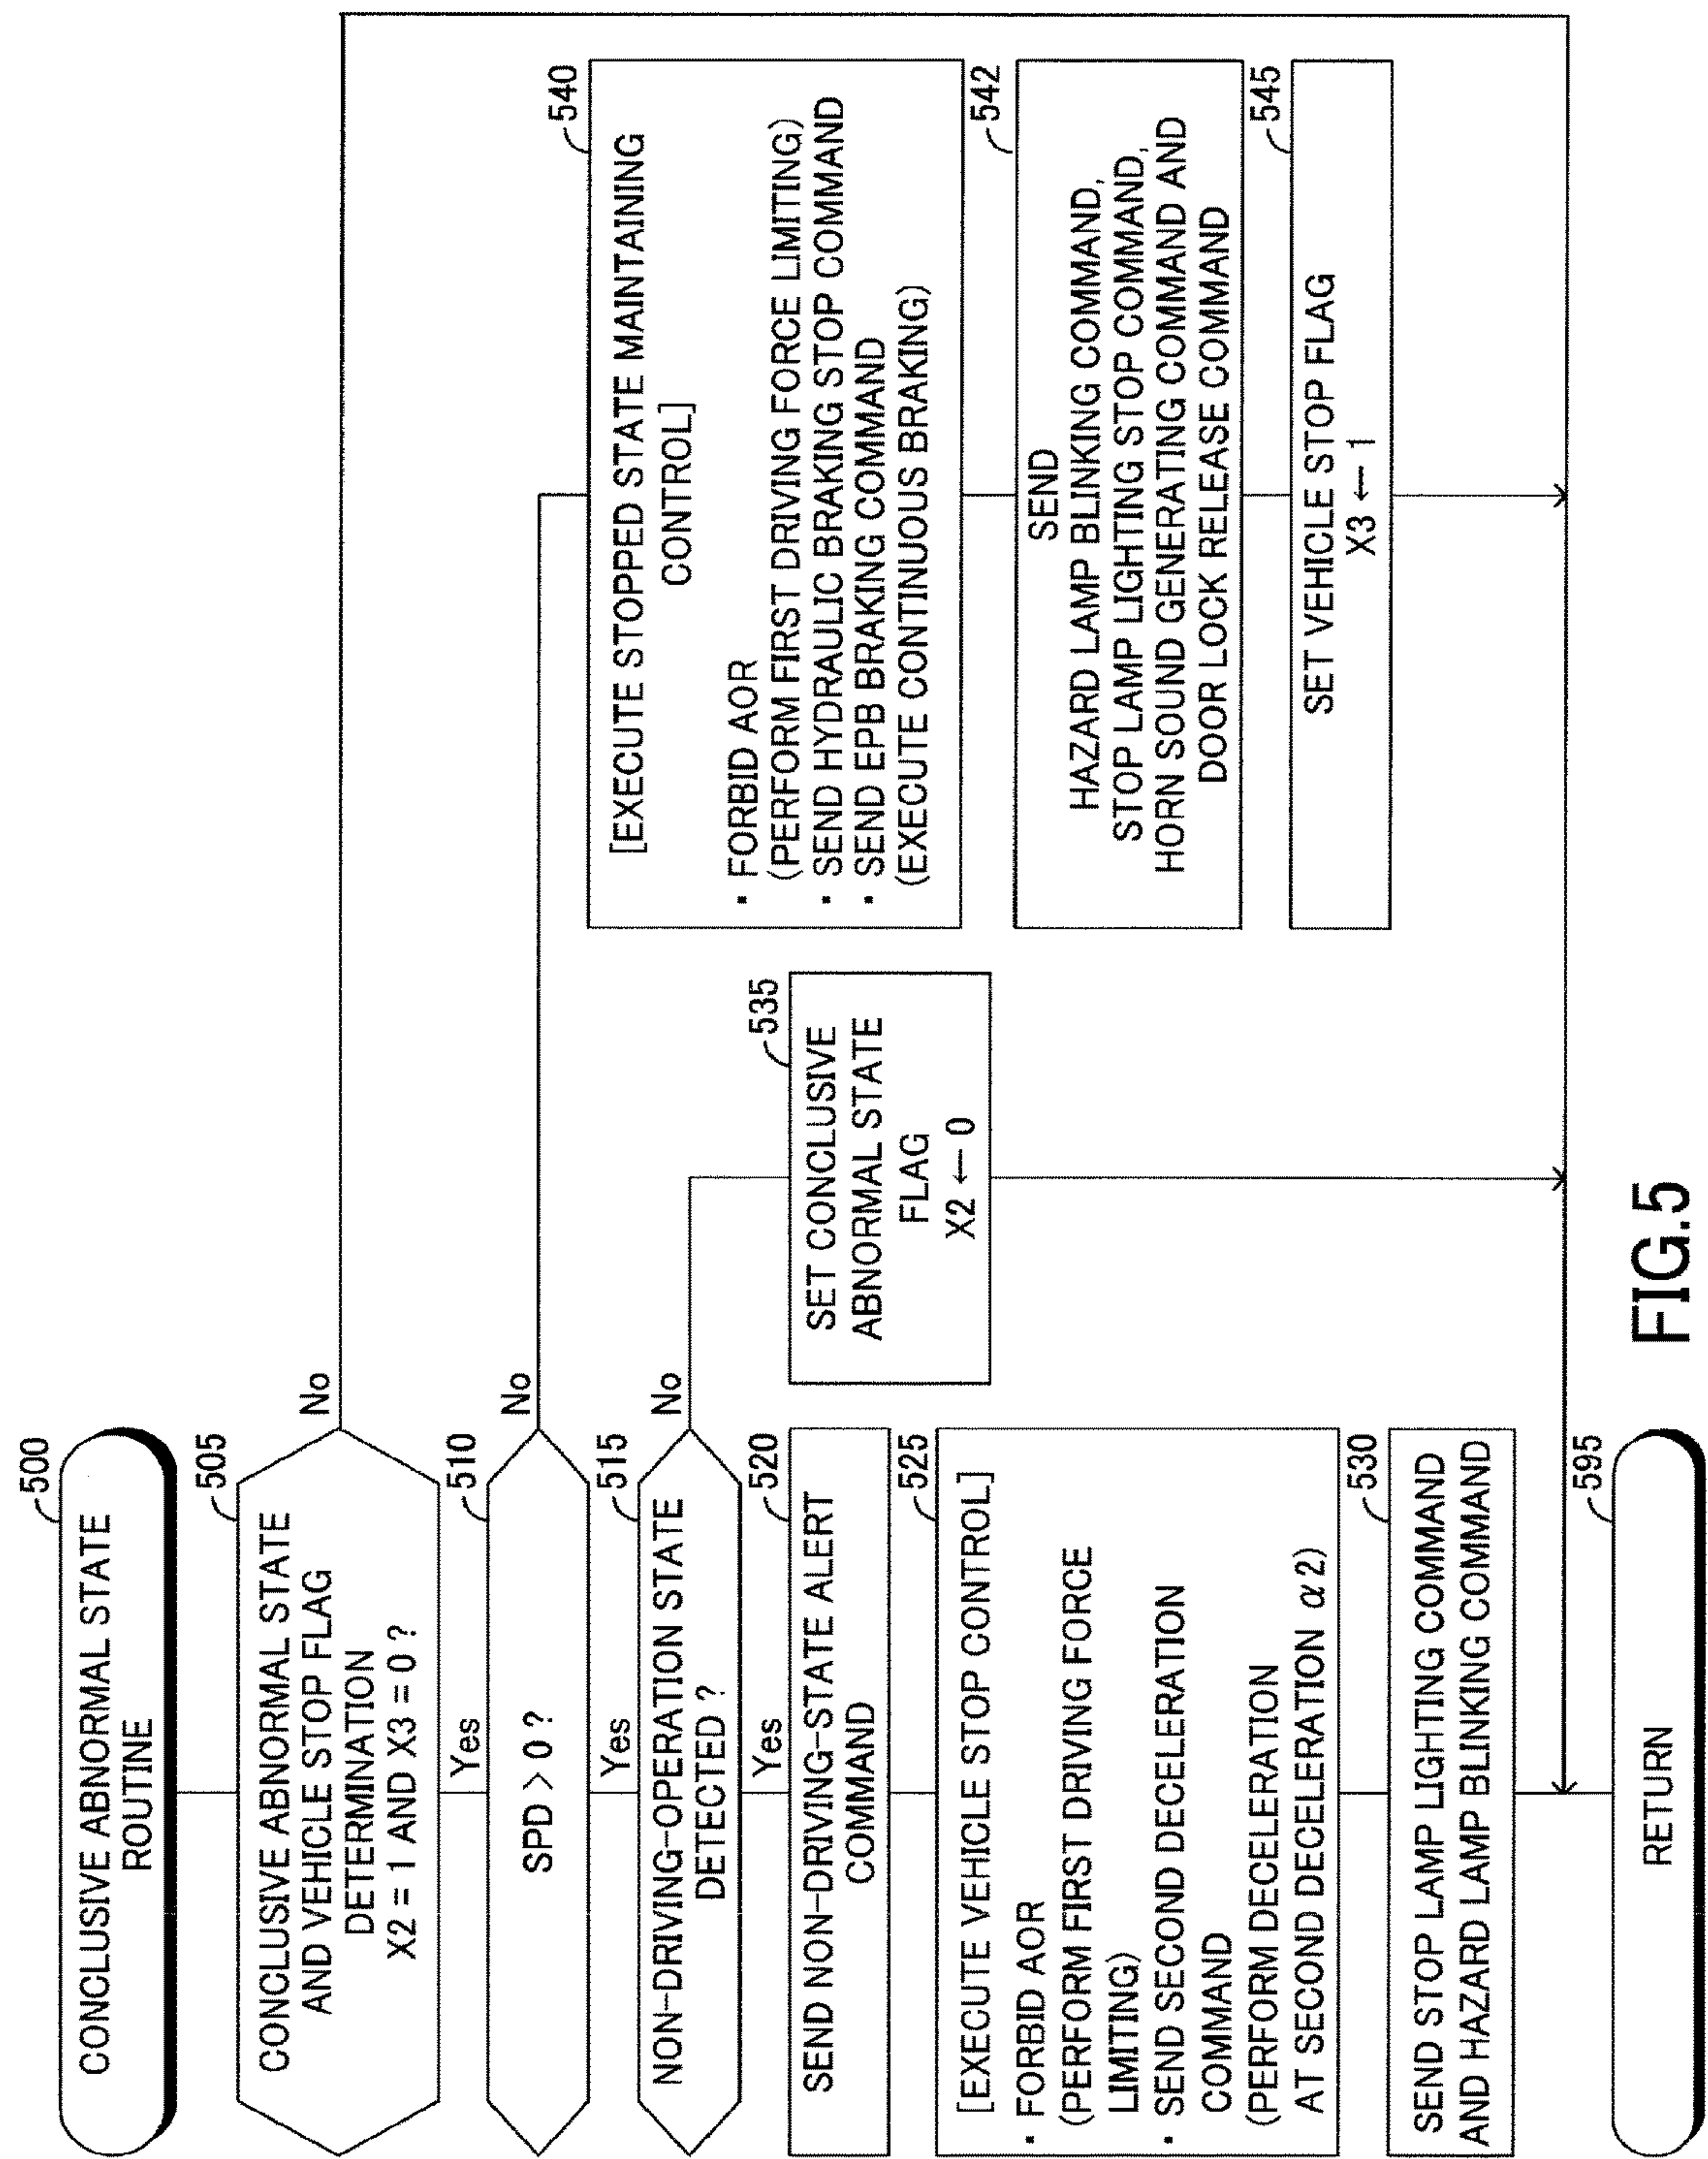 500
CONCLUSIVE ABNORMAL STATE
ROUTINE
505
CONCLUSIVE ABNORMAL STATE
AND VEHICLE STOP FLAG
DETERMINATION
X2 = 1 AND X3 = 0 ?
No
Yes
510
SPD > 0 ?
No
Yes
515
NON-DRIVING-OPERATION STATE
DETECTED ?
No
Yes
520
SEND NON-DRIVING-STATE ALERT
COMMAND
525
[EXECUTE VEHICLE STOP CONTROL]
・ FORBID AOR
(PERFORM FIRST DRIVING FORCE
LIMITING)
・ SEND SECOND DECELERATION
COMMAND
(PERFORM DECELERATION
AT SECOND DECELERATION α2)
530
SEND STOP LAMP LIGHTING COMMAND
AND HAZARD LAMP BLINKING COMMAND
535
SET CONCLUSIVE
ABNORMAL STATE
FLAG
X2 ← 0
540
[EXECUTE STOPPED STATE MAINTAINING
CONTROL]
・ FORBID AOR
(PERFORM FIRST DRIVING FORCE LIMITING)
・ SEND HYDRAULIC BRAKING STOP COMMAND
・ SEND EPB BRAKING COMMAND
(EXECUTE CONTINUOUS BRAKING)
542
SEND
HAZARD LAMP BLINKING COMMAND,
STOP LAMP LIGHTING STOP COMMAND,
HORN SOUND GENERATING COMMAND AND
DOOR LOCK RELEASE COMMAND
545
SET VEHICLE STOP FLAG
X3 ← 1
595
RETURN
FIG.5